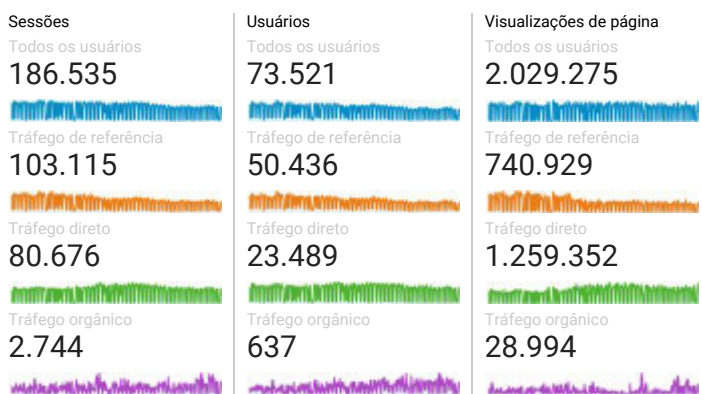 Sessões
Todos os usuários
186.535
Tráfego de referência
103.115
Tráfego direto
80.676
Tráfego orgânico
2.744
Usuários
Todos os usuários
73.521
Tráfego de referência
50.436
Tráfego direto
23.489
Tráfego orgânico
637
Visualizações de página
Todos os usuários
2.029.275
Tráfego de referência
740.929
Tráfego direto
1.259.352
Tráfego orgânico
28.994